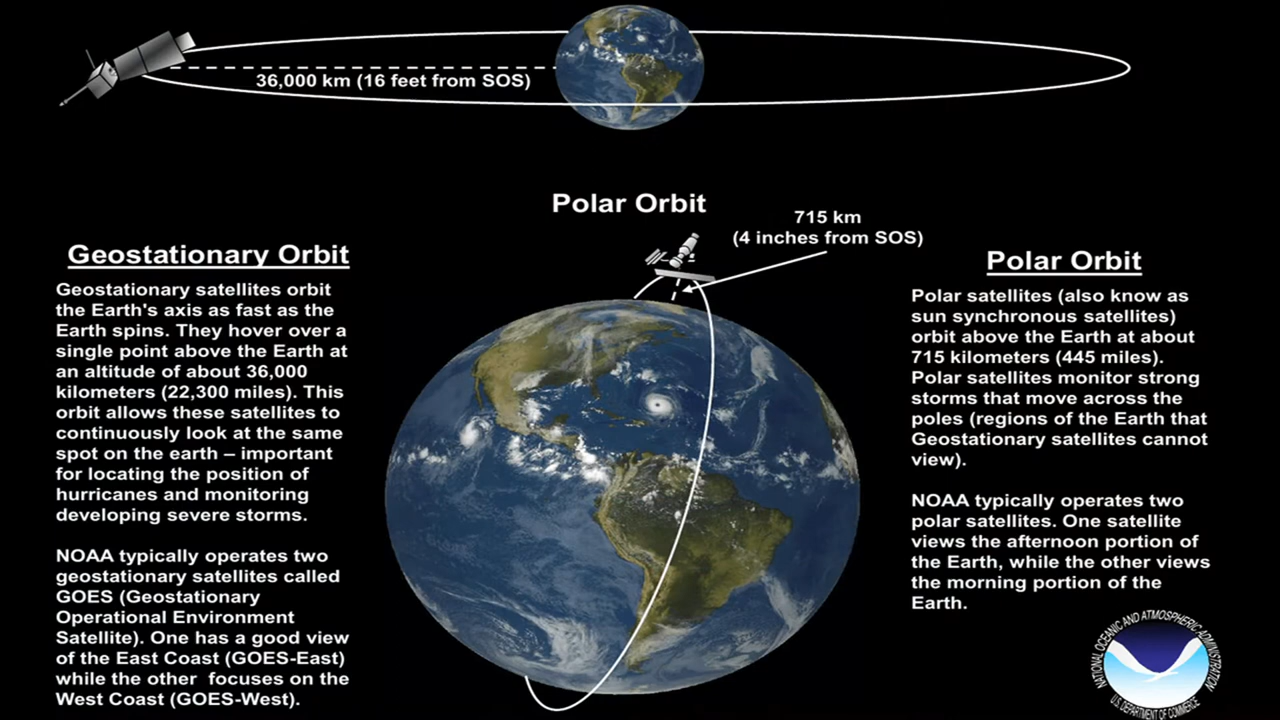 36,000 km (16 feet from SOS)
Polar Orbit
715 km
(4 inches from SOS)
Geostationary Orbit
Geostationary satellites orbit
the Earth's axis as fast as the
Earth spins. They hover over a
single point above the Earth at
an altitude of about 36,000
kilometers (22,300 miles). This
orbit allows these satellites to
continuously look at the same
spot on the earth – important
for locating the position of
hurricanes and monitoring
developing severe storms.
NOAA typically operates two
geostationary satellites called
GOES (Geostationary
Operational Environment
Satellite). One has a good view
of the East Coast (GOES-East)
while the other focuses on the
West Coast (GOES-West).
Polar Orbit
Polar satellites (also know as
sun synchronous satellites)
orbit above the Earth at about
715 kilometers (445 miles).
Polar satellites monitor strong
storms that move across the
poles (regions of the Earth that
Geostationary satellites cannot
view).
NOAA typically operates two
polar satellites. One satellite
views the afternoon portion of
the Earth, while the other views
the morning portion of the
Earth.
NATIONAL OCEANIC AND ATMOSPHERIC ADMINISTRATION
U.S. DEPARTMENT OF COMMERCE